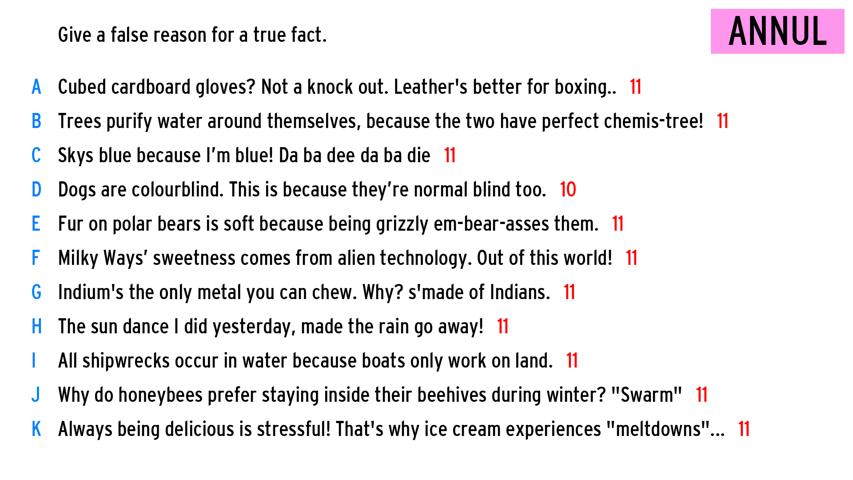 Give a false reason for a true fact.
ANNUL
A Cubed cardboard gloves? Not a knock out. Leather's better for boxing.. 11
B Trees purify water around themselves, because the two have perfect chemis-tree! 11
C Skys blue because I'm blue! Da ba dee da ba die 11
D Dogs are colourblind. This is because they're normal blind too. 10
E Fur on polar bears is soft because being grizzly em-bear-asses them. 11
F Milky Ways' sweetness comes from alien technology. Out of this world! 11
G Indium's the only metal you can chew. Why? s'made of Indians. 11
H The sun dance I did yesterday, made the rain go away! 11
I All shipwrecks occur in water because boats only work on land. 11
J Why do honeybees prefer staying inside their beehives during winter? "Swarm" 11
K Always being delicious is stressful! That's why ice cream experiences "meltdowns"... 11